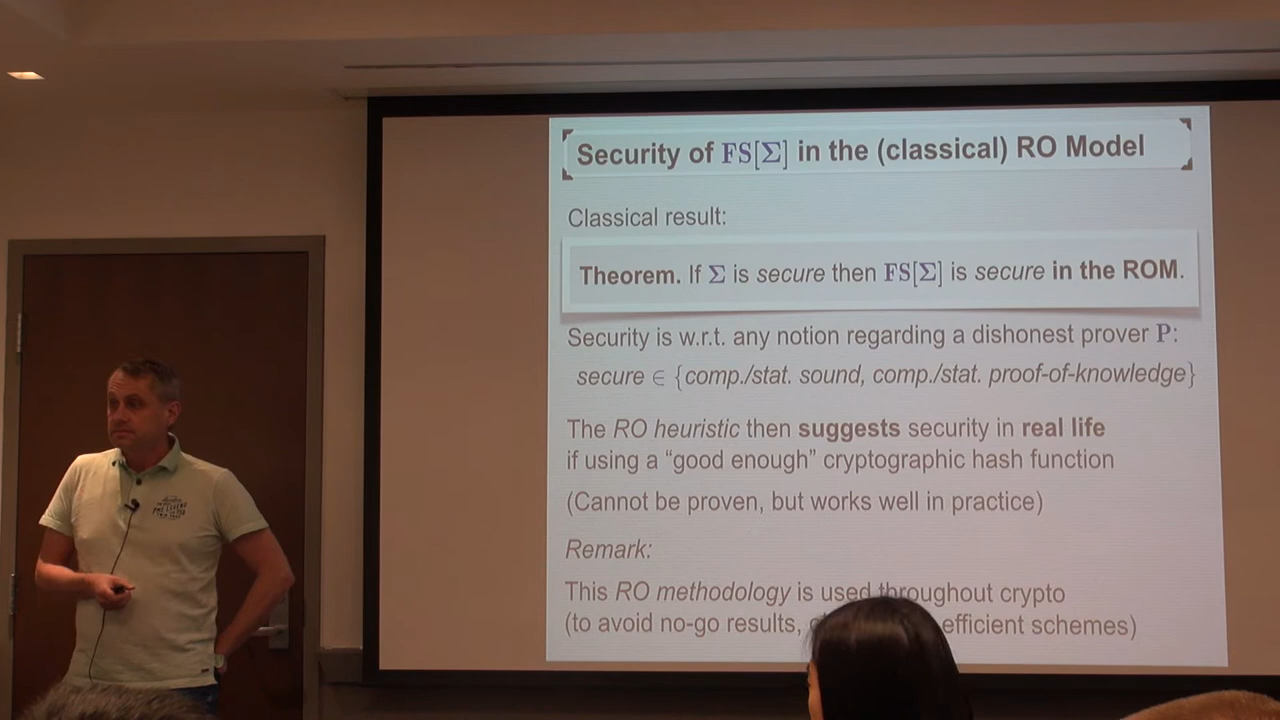 Security of FS[Σ] in the (classical) RO Model
Classical result:
Theorem. If Σ is secure then FS[Σ] is secure in the ROM.
Security is w.r.t. any notion regarding a dishonest prover P:
secure ∈ {comp./stat. sound, comp./stat. proof-of-knowledge}
The RO heuristic then suggests security in real life
if using a “good enough” cryptographic hash function
(Cannot be proven, but works well in practice)
Remark:
This RO methodology is used throughout crypto
(to avoid no-go results, efficient schemes)